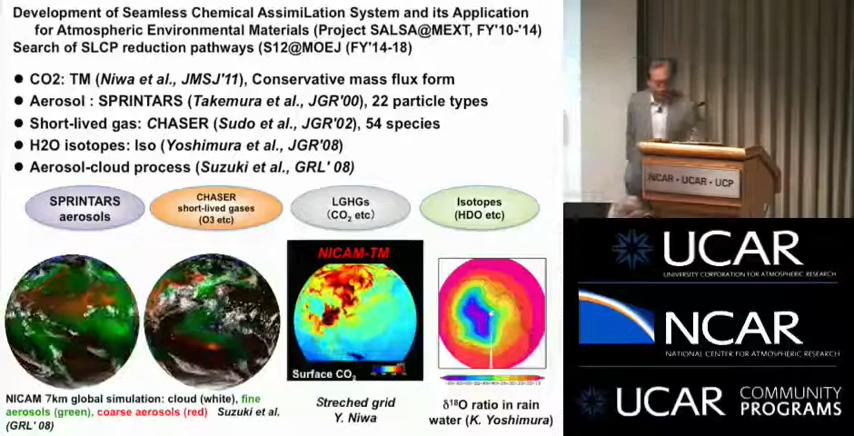 Development of Seamless Chemical AssimiLation System and its Application
for Atmospheric Environmental Materials (Project SALSA@MEXT, FY'10-'14)
Search of SLCP reduction pathways (S12@MOEJ (FY'14-18)
● CO2: TM (Niwa et al., JMSJ'11), Conservative mass flux form
● Aerosol : SPRINTARS (Takemura et al., JGR'00), 22 particle types
● Short-lived gas: CHASER (Sudo et al., JGR'02), 54 species
● H2O isotopes: Iso (Yoshimura et al., JGR'08)
● Aerosol-cloud process (Suzuki et al., GRL' 08)
SPRINTARS
aerosols
CHASER
short-lived gases
(O3 etc)
LGHGs
(CO2 etc)
Isotopes
(HDO etc)
NICAM-TM
Surface CO2
NICAM 7km global simulation: cloud (white), fine
aerosols (green), coarse aerosols (red) Suzuki et al.
(GRL' 08)
Streched grid
Y. Niwa
δ18O ratio in rain
water (K. Yoshimura)
NCAR • UCAR • UCP
UCAR
UNIVERSITY CORPORATION FOR ATMOSPHERIC RESEARCH
NCAR
NATIONAL CENTER FOR ATMOSPHERIC RESEARCH
UCAR COMMUNITY
PROGRAMS